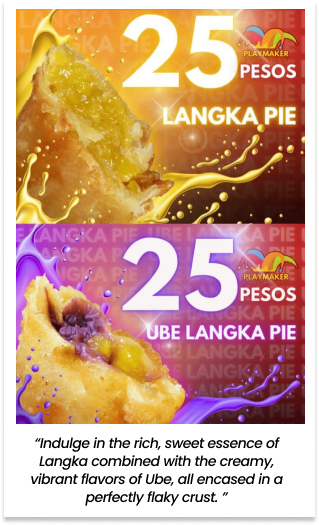 25
PLAYMAKER
PESOS
LANGKA PIE
25
PLAYMAKER
PESOS
UBE LANGKA PIE
“Indulge in the rich, sweet essence of
Langka combined with the creamy,
vibrant flavors of Ube, all encased in a
perfectly flaky crust. ”